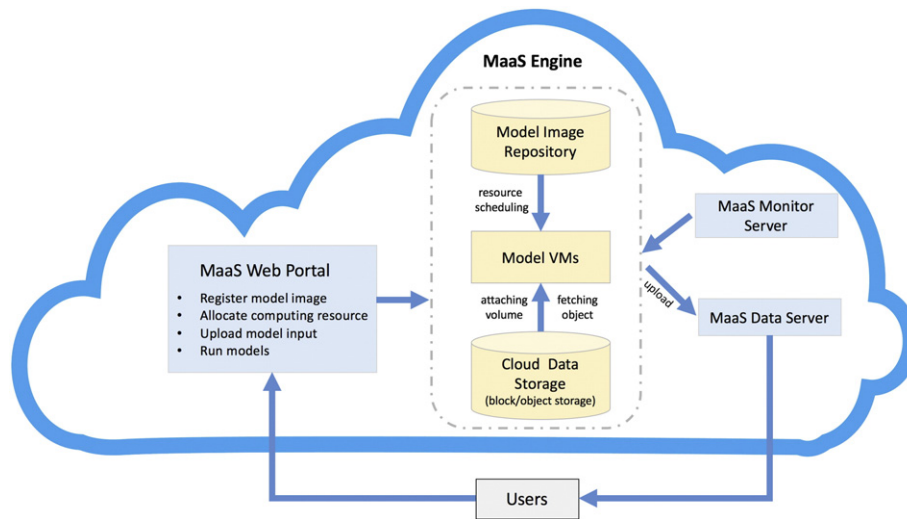 MaaS Engine
Model Image
Repository
resource
scheduling
MaaS Monitor
Server
Model VMs
MaaS Web Portal
• Register model image
• Allocate computing resource
• Upload model input
• Run models
attaching
volume
fetching
object
upload
MaaS Data Server
Cloud Data
Storage
(block/object storage)
Users